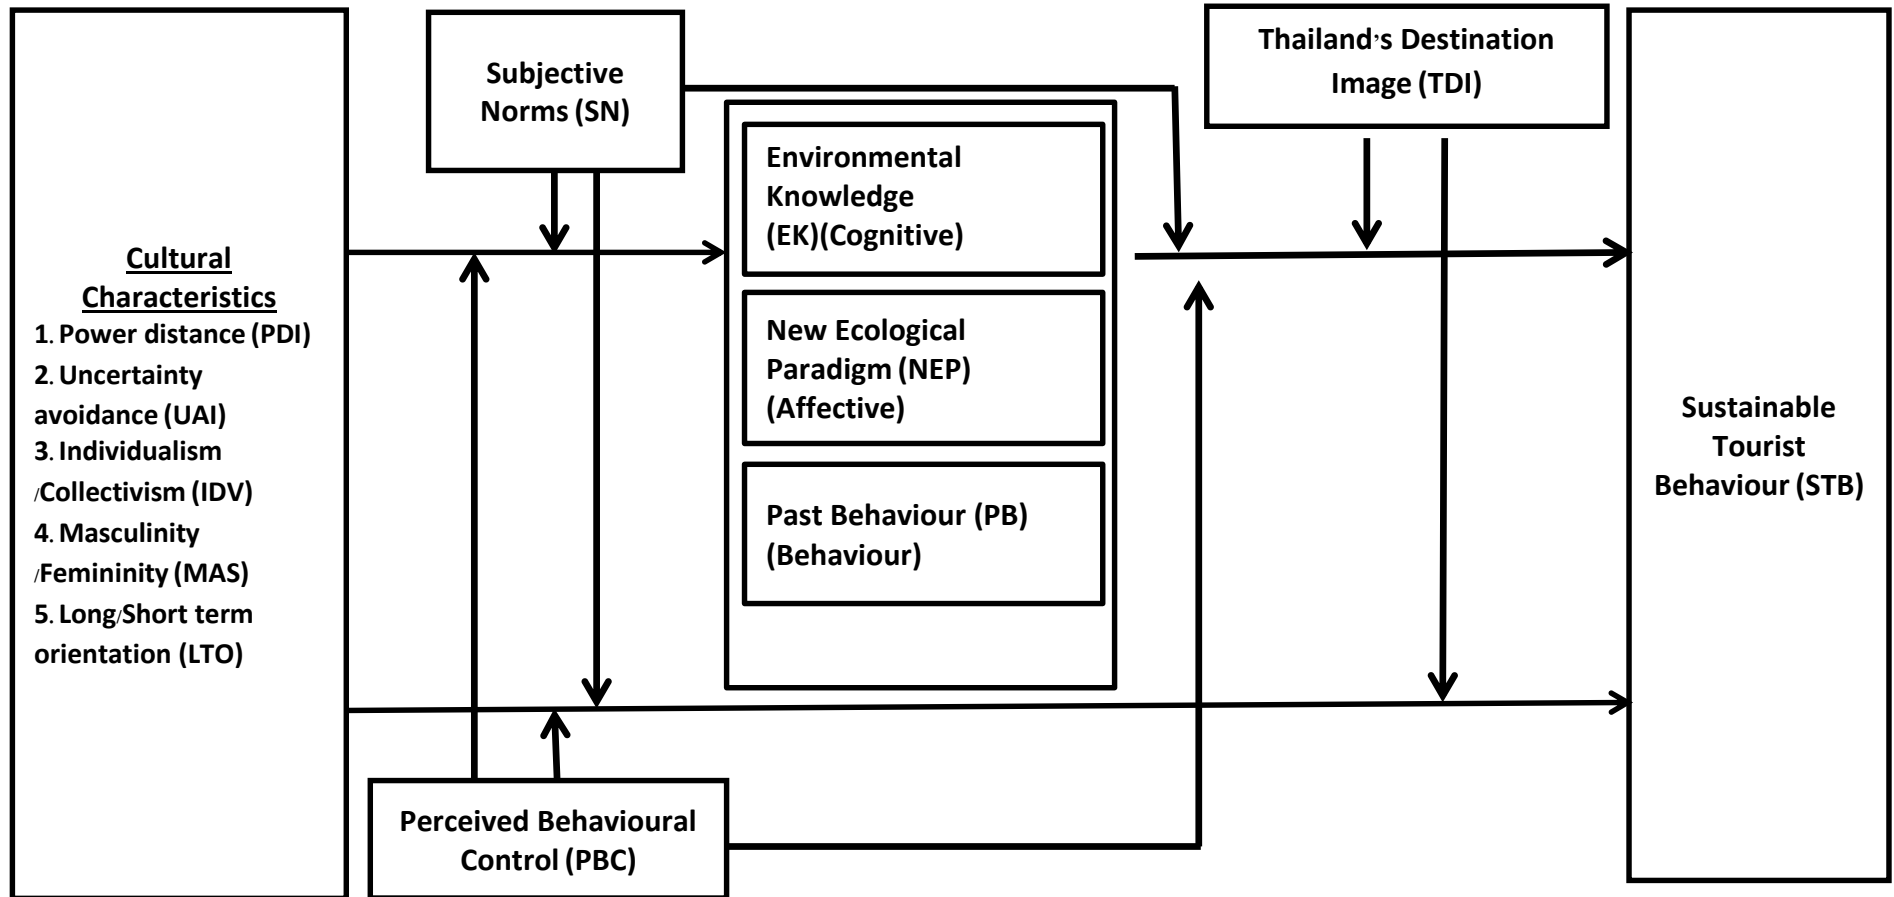 Cultural
Characteristics
1. Power distance (PDI)
2. Uncertainty
avoidance (UAI)
3. Individualism
/Collectivism (IDV)
4. Masculinity
/Femininity (MAS)
5. Long/Short term
orientation (LTO)
Subjective
Norms (SN)
Environmental
Knowledge
(EK)(Cognitive)
New Ecological
Paradigm (NEP)
(Affective)
Past Behaviour (PB)
(Behaviour)
Perceived Behavioural
Control (PBC)
Thailand's Destination
Image (TDI)
Sustainable
Tourist
Behaviour (STB)